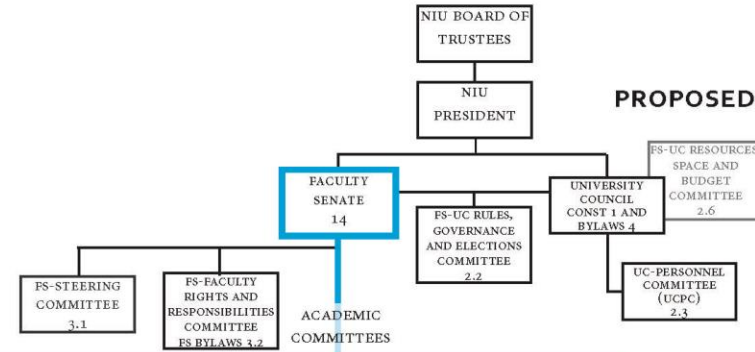 NIU BOARD OF
TRUSTEES
NIU
PRESIDENT
PROPOSED
FS-UC RESOURCES
SPACE AND
BUDGET
COMMITTEE
2.6
FACULTY
SENATE
14
FS-UC RULES,
GOVERNANCE
AND ELECTIONS
COMMITTEE
2.2
UNIVERSITY
COUNCIL
CONST 1 AND
BYLAWS 4
FS-STEERING
COMMITTEE
3.1
FS-FACULTY
RIGHTS AND
RESPONSIBILITIES
COMMITTEE
FS BYLAWS 3.2
ACADEMIC
COMMITTEES
UC-PERSONNEL
COMMITTEE
(UCPC)
2.3